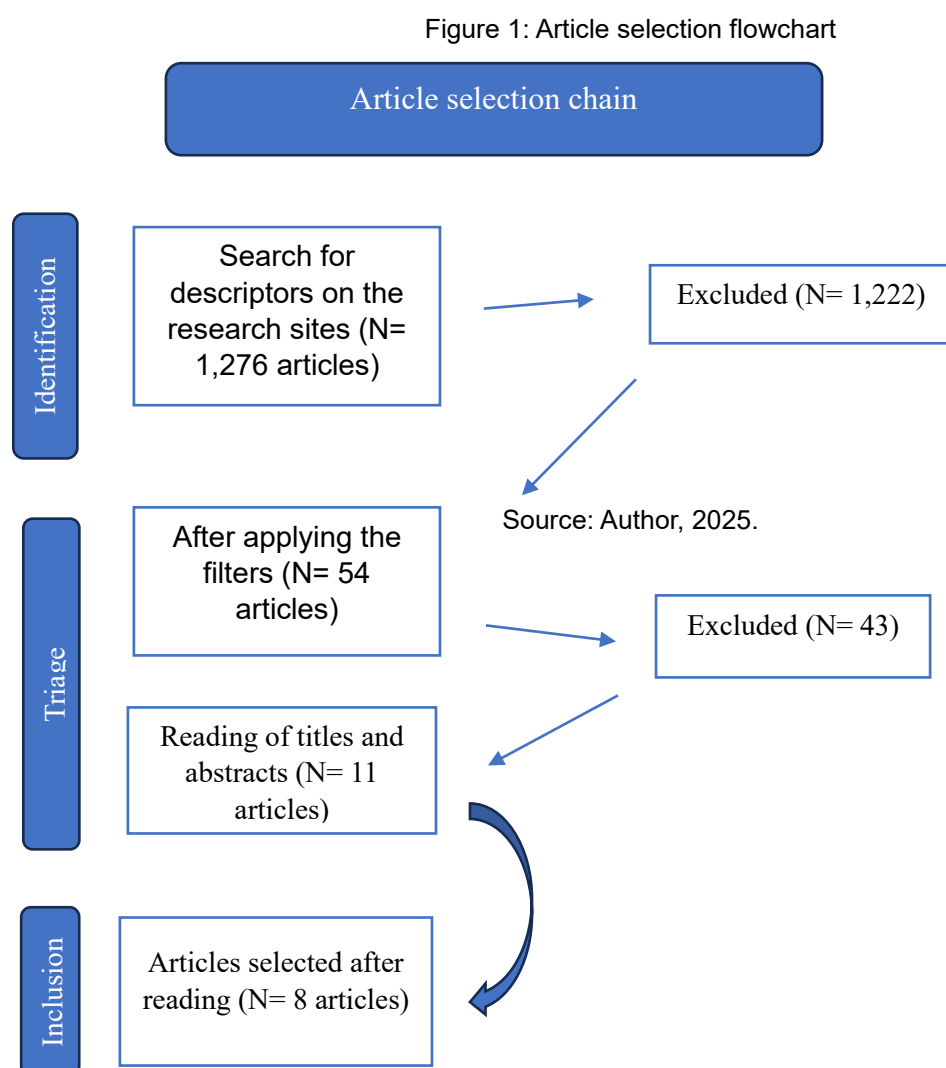 Figure 1: Article selection flowchart
Article selection chain
Identification
Search for
descriptors on the
research sites (N=
1,276 articles)
Excluded (N= 1,222)
Triage
After applying the
filters (N= 54
articles)
Source: Author, 2025.
Excluded (N= 43)
Reading of titles and
abstracts (N= 11
articles)
Inclusion
Articles selected after
reading (N= 8 articles)